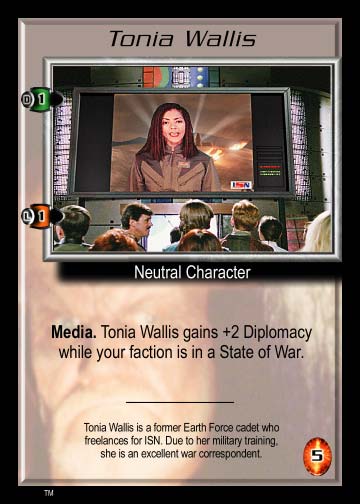 Tonia Wallis
D 1
L 1
ISN
Neutral Character
Media. Tonia Wallis gains +2 Diplomacy
while your faction is in a State of War.
Tonia Wallis is a former Earth Force cadet who
freelances for ISN. Due to her military training,
she is an excellent war correspondent.
5
TM